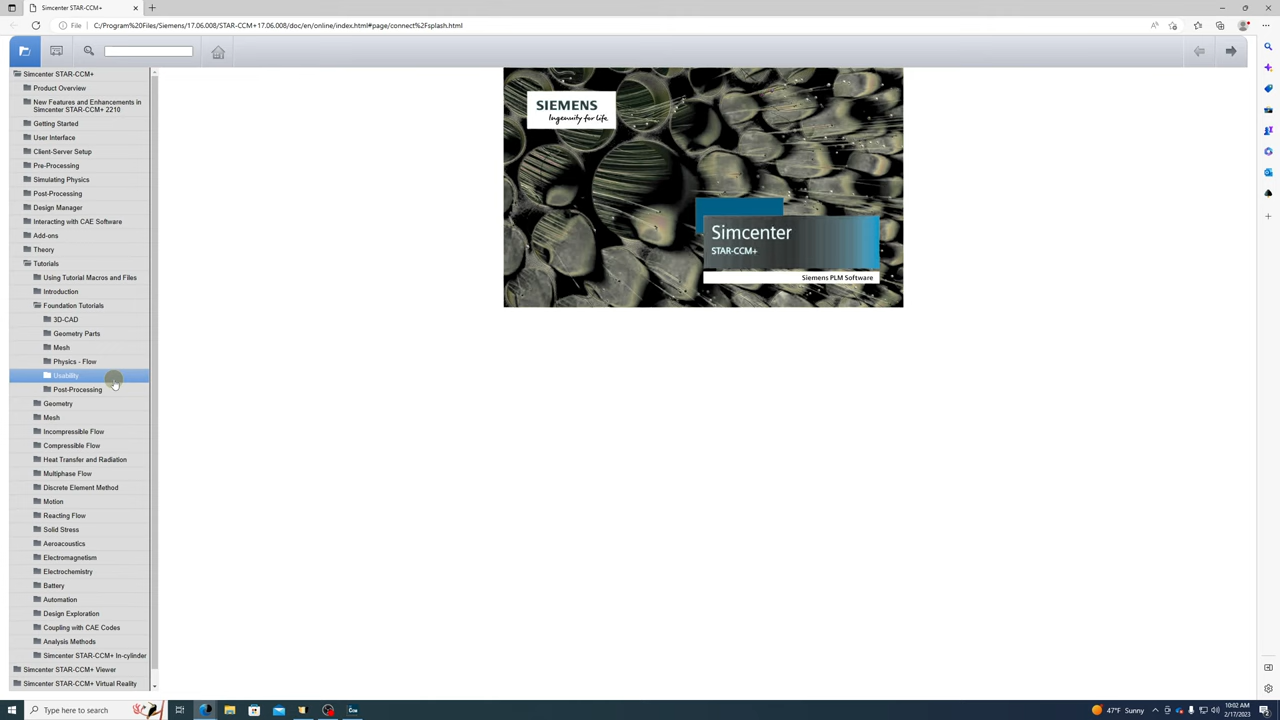 Simcenter STAR-CCM+
File
C:/Program%20Files/Siemens/17.06.008/STAR-CCM+17.06.008/doc/en/online/index.html#page/connect%2Fsplash.html
Simcenter STAR-CCM+
Product Overview
New Features and Enhancements in
Simcenter STAR-CCM+ 2210
Getting Started
User Interface
Client-Server Setup
Pre-Processing
Simulating Physics
Post-Processing
Design Manager
Interacting with CAE Software
Add-ons
Theory
Tutorials
Using Tutorial Macros and Files
Introduction
Foundation Tutorials
3D-CAD
Geometry Parts
Mesh
Physics - Flow
Usability
Post-Processing
Geometry
Mesh
Incompressible Flow
Compressible Flow
Heat Transfer and Radiation
Multiphase Flow
Discrete Element Method
Motion
Reacting Flow
Solid Stress
Aeroacoustics
Electromagnetism
Electrochemistry
Battery
Automation
Design Exploration
Coupling with CAE Codes
Analysis Methods
Simcenter STAR-CCM+ In-cylinder
Simcenter STAR-CCM+ Viewer
Simcenter STAR-CCM+ Virtual Reality
SIEMENS
Ingenuity for life
Simcenter
STAR-CCM+
Siemens PLM Software
Type here to search
47°F Sunny
10:02 AM
2/17/2023